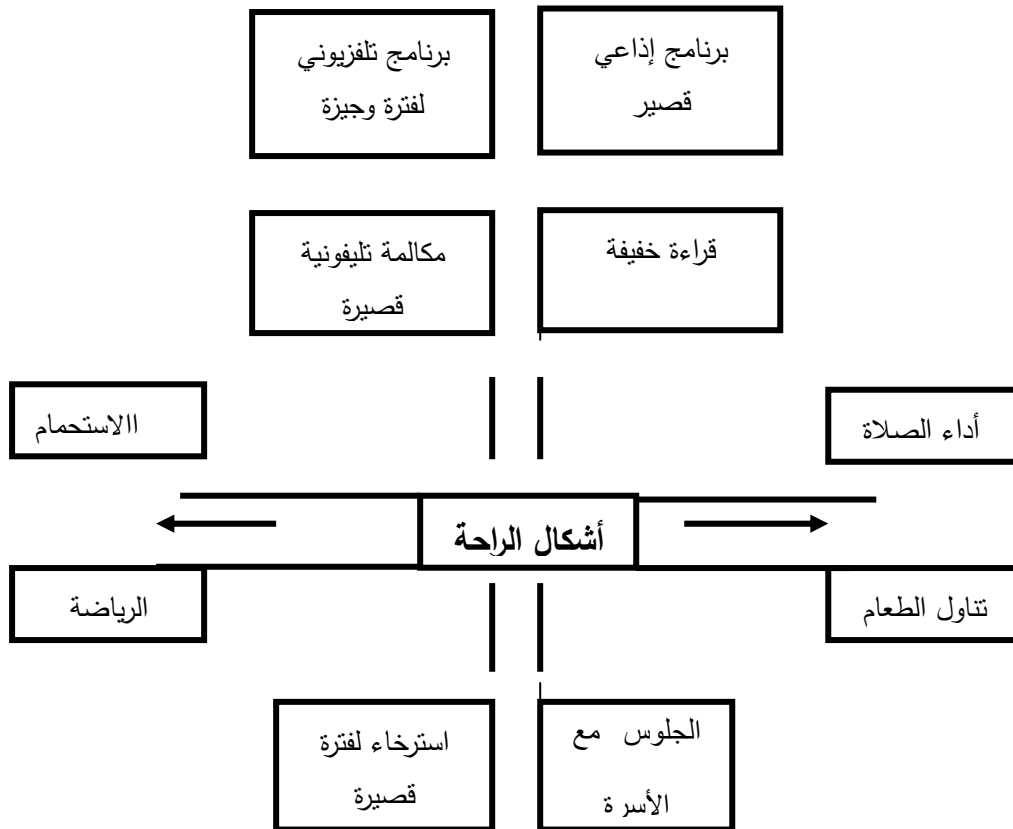 برنامج إذاعي
قصير
برنامج تلفزيوني
لفترة وجيزة
قراءة خفيفة
مكالمة تليفونية
قصيرة
أداء الصلاة
االاستحمام
أشكال الراحة
تناول الطعام
الرياضة
الجلوس مع
الأسر ة
استرخاء لفترة
قصيرة